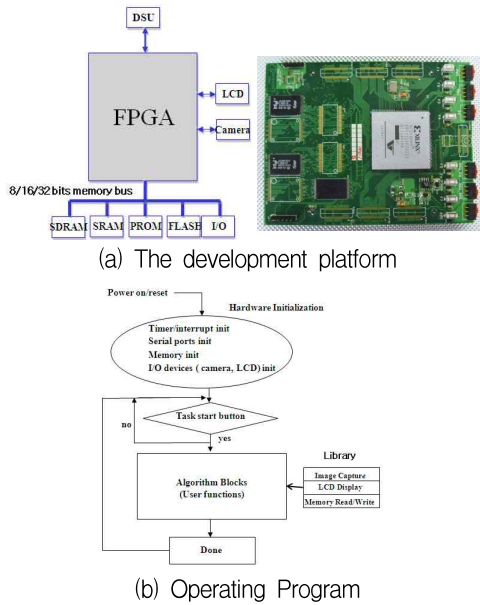 DSU
FPGA
LCD
Camera
8/16/32 bits memory bus
SDRAM SRAM PROM FLASH I/O
XILINX
(a) The development platform
Power on/reset
Hardware Initialization
Timer/interrupt init
Serial ports init
Memory init
I/O devices ( camera, LCD) init
Task start button
no
yes
Library
Algorithm Blocks
(User functions)
Image Capture
LCD Display
Memory Read/Write
Done
(b) Operating Program